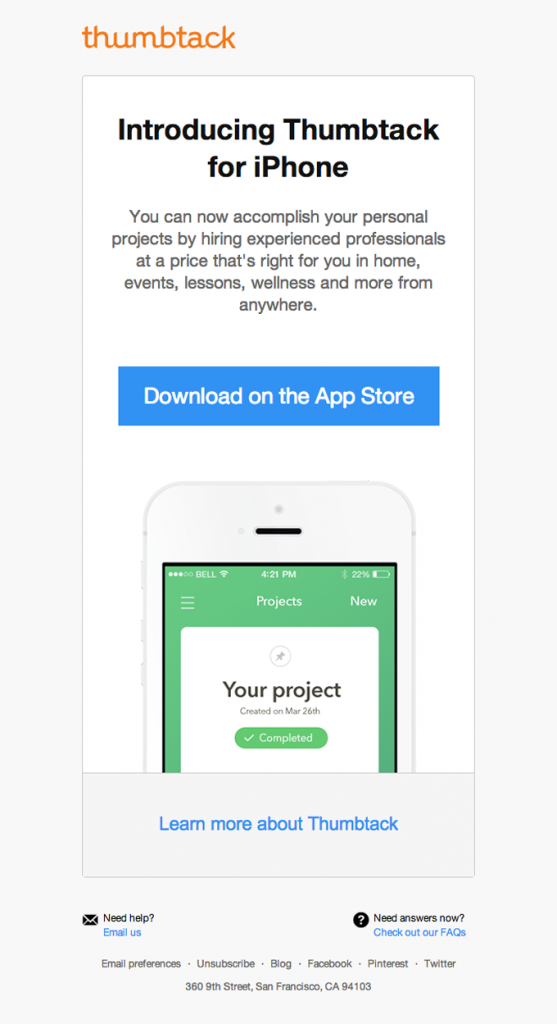 thumbtack
Introducing Thumbtack
for iPhone
You can now accomplish your personal
projects by hiring experienced professionals
at a price that's right for you in home,
events, lessons, wellness and more from
anywhere.
Download on the App Store
BELL 4:21 PM 22%
Projects New
Your project
Created on Mar 26th
Completed
Learn more about Thumbtack
Need help? Need answers now?
Email us Check out our FAQs
Email preferences · Unsubscribe · Blog · Facebook · Pinterest · Twitter
360 9th Street, San Francisco, CA 94103